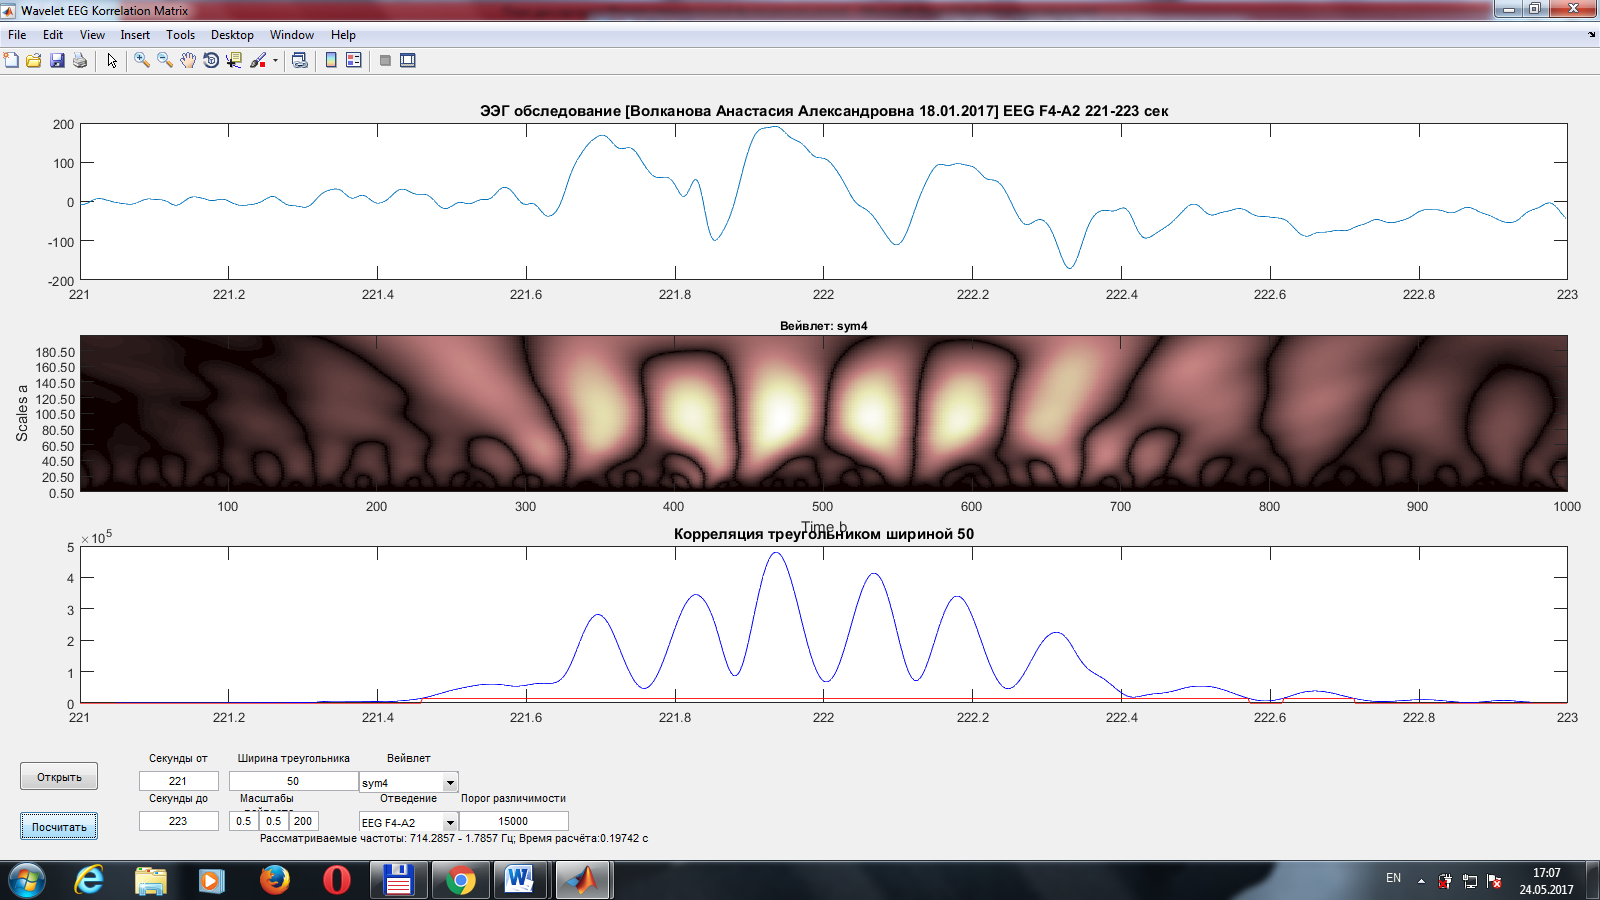 Wavelet EEG Korrelation Matrix
File Edit View Insert Tools Desktop Window Help
ЭЭГ обследование [Волканова Анастасия Александровна 18.01.2017] EEG F4-A2 221-223 сек
200
100
0
-100
-200
221 221.2 221.4 221.6 221.8 222 222.2 222.4 222.6 222.8 223
Вейвлет: sym4
Scales a
180.50
160.50
140.50
120.50
100.50
80.50
60.50
40.50
20.50
0.50
100 200 300 400 500 600 700 800 900 1000
Time b
Корреляция треугольником шириной 50
×10^5
5
4
3
2
1
0
221 221.2 221.4 221.6 221.8 222 222.2 222.4 222.6 222.8 223
Секунды от Ширина треугольника Вейвлет
Открыть 221 50 sym4
Секунды до Масштабы Отведение Порог различимости
Посчитать 223 0.5 0.5 200 EEG F4-A2 15000
Рассматриваемые частоты: 714.2857 - 1.7857 Гц; Время расчёта:0.19742 с
EN 17:07
24.05.2017